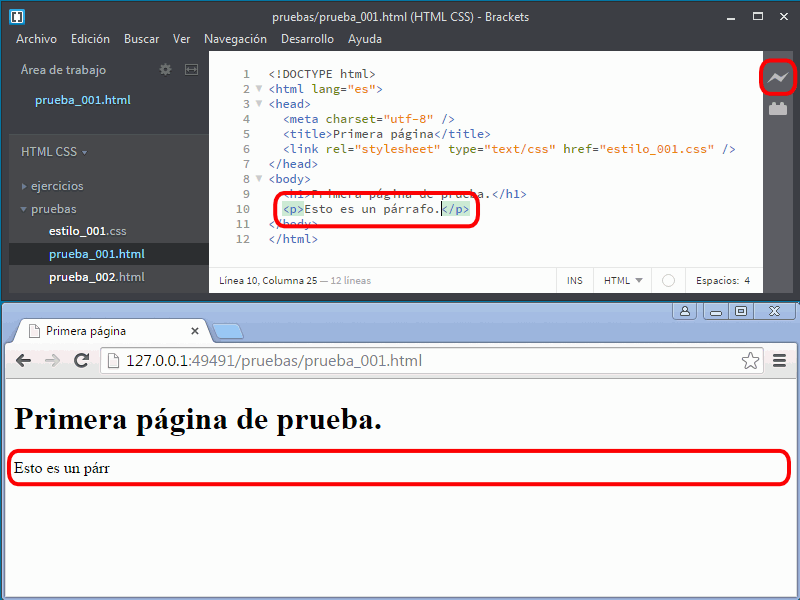 pruebas/prueba_001.html (HTML CSS) - Brackets
Archivo Edición Buscar Ver Navegación Desarrollo Ayuda
Área de trabajo
prueba_001.html
HTML CSS
ejercicios
pruebas
estilo_001.css
prueba_001.html
prueba_002.html
1 <!DOCTYPE html>
2 <html lang="es">
3 <head>
4 <meta charset="utf-8" />
5 <title>Primera página</title>
6 <link rel="stylesheet" type="text/css" href="estilo_001.css" />
7 </head>
8 <body>
9 <h1>Primera página de prueba.</h1>
10 <p>Esto es un párrafo.</p>
11 </body>
12 </html>
Línea 10, Columna 25 — 12 líneas INS HTML Espacios: 4
Primera página
127.0.0.1:49491/pruebas/prueba_001.html
Primera página de prueba.
Esto es un párr